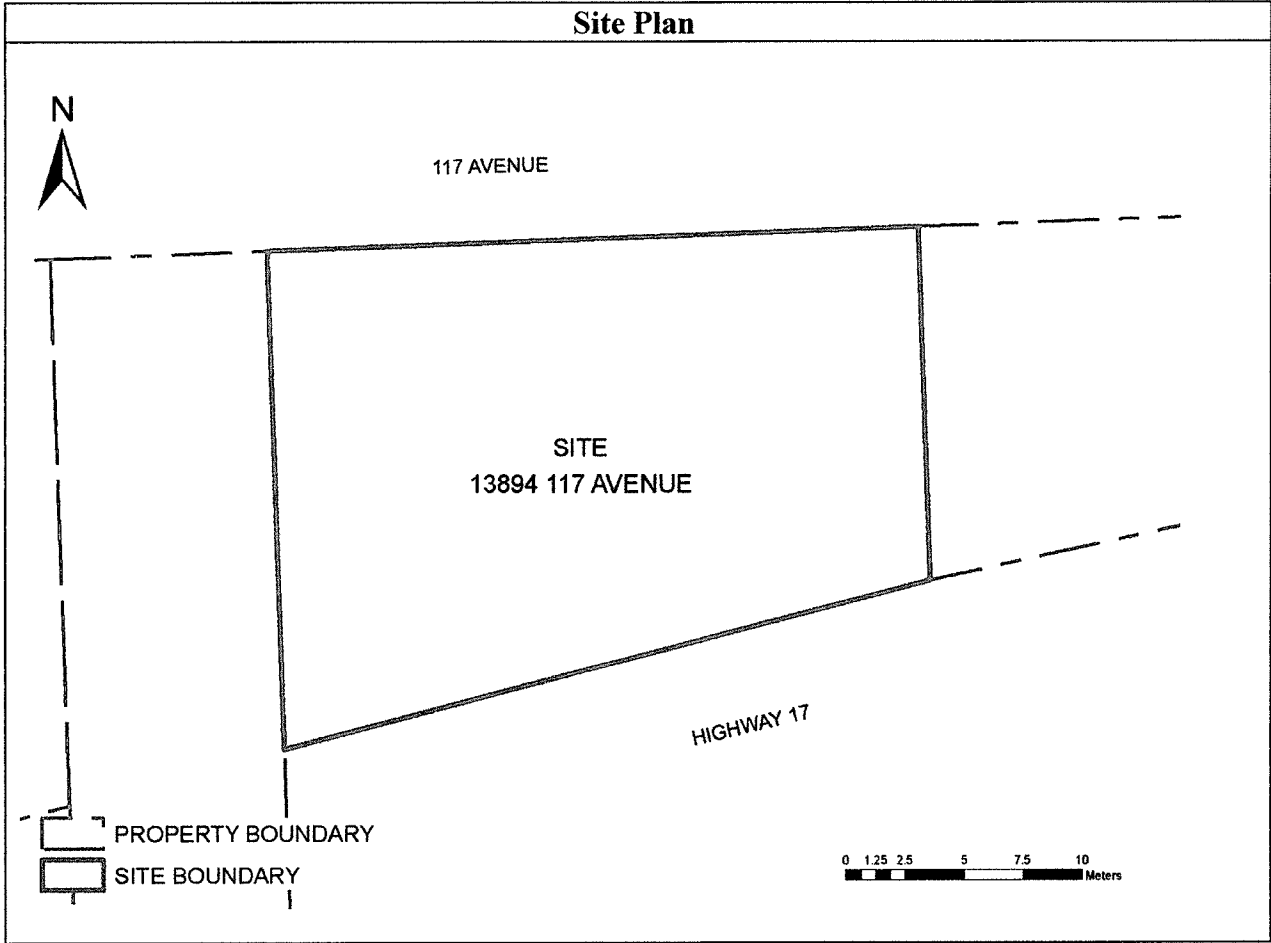 Site Plan
N
117 AVENUE
SITE
13894 117 AVENUE
HIGHWAY 17
PROPERTY BOUNDARY
SITE BOUNDARY
0 1.25 2.5 5 7.5 10
Meters